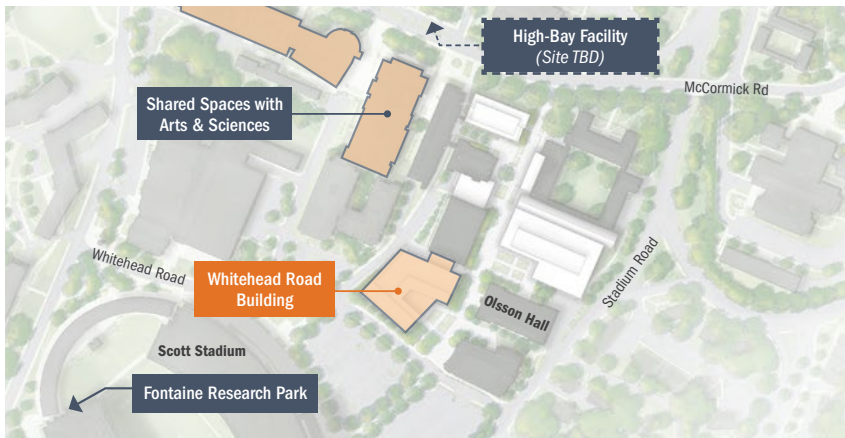 High-Bay Facility
(Site TBD)
McCormick Rd
Shared Spaces with
Arts & Sciences
Whitehead Road
Whitehead Road
Building
Stadium Road
Olsson Hall
Scott Stadium
Fontaine Research Park